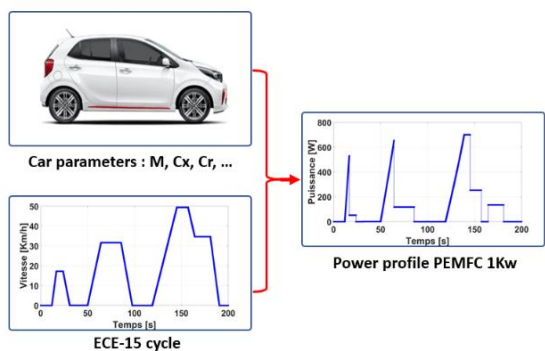 Car parameters : M, Cx, Cr, ...
50
40
30
20
10
0
Vitesse [Km/h]
0 50 100 150 200
Temps [s]
ECE-15 cycle
800
600
400
200
0
Puissance [W]
0 50 100 150 200
Temps [s]
Power profile PEMFC 1Kw